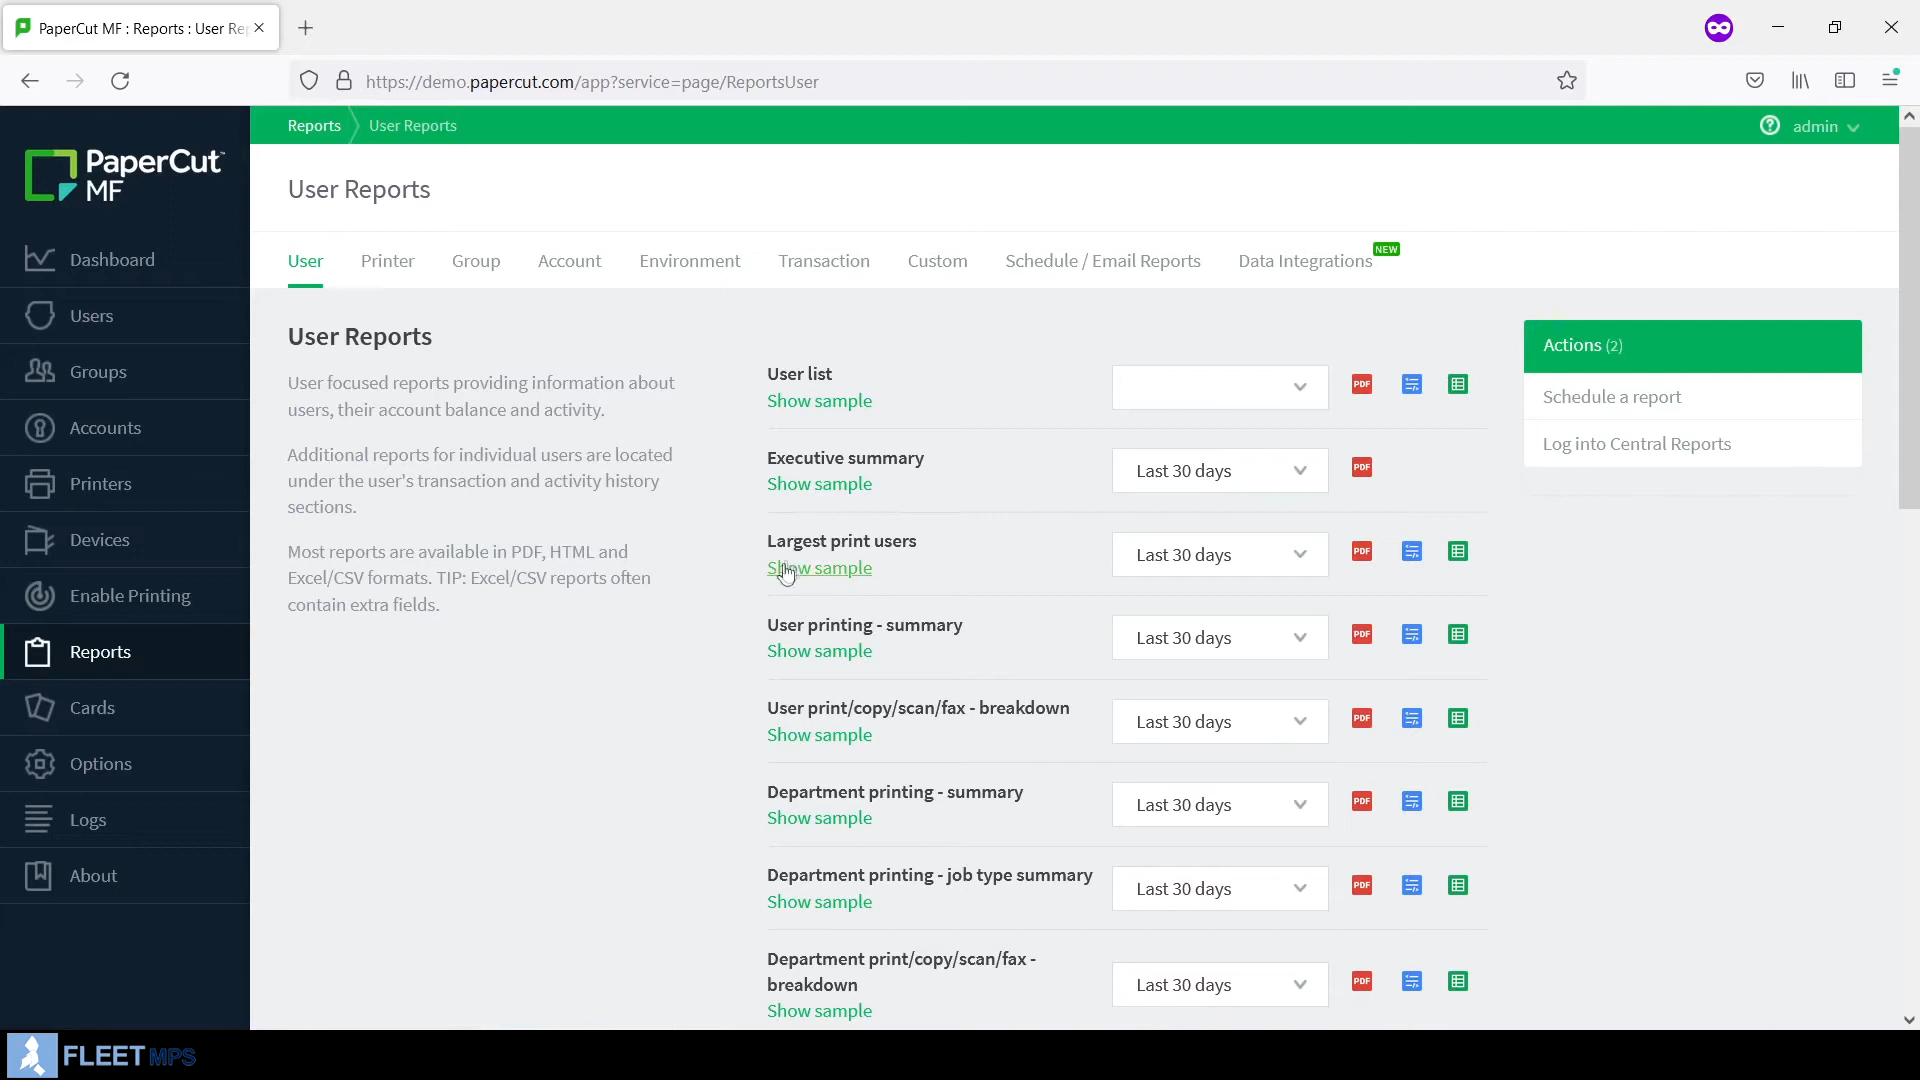 PaperCut MF : Reports : User Re
https://demo.papercut.com/app?service=page/ReportsUser
Reports
User Reports
admin
PaperCut™
MF
User Reports
Dashboard
Users
Groups
Accounts
Printers
Devices
Enable Printing
Reports
Cards
Options
Logs
About
User
Printer
Group
Account
Environment
Transaction
Custom
Schedule / Email Reports
Data Integrations
NEW
User Reports
User focused reports providing information about
users, their account balance and activity.
Additional reports for individual users are located
under the user's transaction and activity history
sections.
Most reports are available in PDF, HTML and
Excel/CSV formats. TIP: Excel/CSV reports often
contain extra fields.
User list
Show sample
PDF
Executive summary
Show sample
Last 30 days
PDF
Largest print users
Show sample
Last 30 days
PDF
User printing - summary
Show sample
Last 30 days
PDF
User print/copy/scan/fax - breakdown
Show sample
Last 30 days
PDF
Department printing - summary
Show sample
Last 30 days
PDF
Department printing - job type summary
Show sample
Last 30 days
PDF
Department print/copy/scan/fax -
breakdown
Show sample
Last 30 days
PDF
Actions (2)
Schedule a report
Log into Central Reports
FLEET MPS